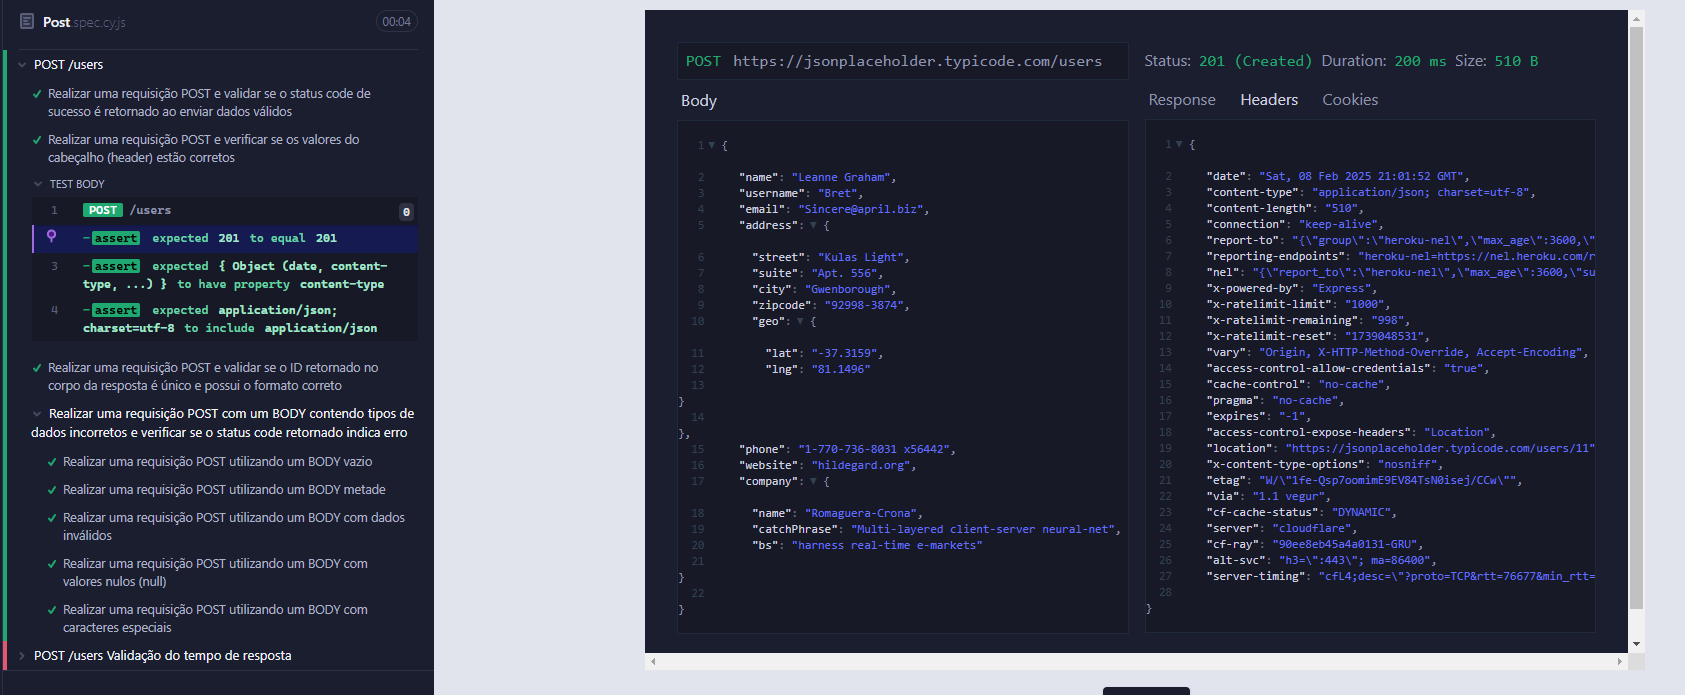 Post.spec.cy.js 00:04
POST /users
Realizar uma requisição POST e validar se o status code de
sucesso é retornado ao enviar dados válidos
Realizar uma requisição POST e verificar se os valores do
cabeçalho (header) estão corretos
TEST BODY
1 POST /users 0
-assert expected 201 to equal 201
3 -assert expected { Object (date, content-
type, ...) } to have property content-type
4 -assert expected application/json;
charset=utf-8 to include application/json
Realizar uma requisição POST e validar se o ID retornado no
corpo da resposta é único e possui o formato correto
Realizar uma requisição POST com um BODY contendo tipos de
dados incorretos e verificar se o status code retornado indica erro
Realizar uma requisição POST utilizando um BODY vazio
Realizar uma requisição POST utilizando um BODY metade
Realizar uma requisição POST utilizando um BODY com dados
inválidos
Realizar uma requisição POST utilizando um BODY com
valores nulos (null)
Realizar uma requisição POST utilizando um BODY com
caracteres especiais
POST /users Validação do tempo de resposta
POST https://jsonplaceholder.typicode.com/users
Status: 201 (Created) Duration: 200 ms Size: 510 B
Body
1 {
2 "name": "Leanne Graham",
3 "username": "Bret",
4 "email": "Sincere@april.biz",
5 "address": {
6 "street": "Kulas Light",
7 "suite": "Apt. 556",
8 "city": "Gwenborough",
9 "zipcode": "92998-3874",
10 "geo": {
11 "lat": "-37.3159",
12 "lng": "81.1496"
13
}
14
},
15 "phone": "1-770-736-8031 x56442",
16 "website": "hildegard.org",
17 "company": {
18 "name": "Romaguera-Crona",
19 "catchPhrase": "Multi-layered client-server neural-net",
20 "bs": "harness real-time e-markets"
21
}
22
}
Response Headers Cookies
1 {
2 "date": "Sat, 08 Feb 2025 21:01:52 GMT",
3 "content-type": "application/json; charset=utf-8",
4 "content-length": "510",
5 "connection": "keep-alive",
6 "report-to": "{\"group\":\"heroku-nel\",\"max_age\":3600,\"
7 "reporting-endpoints": "heroku-nel=https://nel.heroku.com/r
8 "nel": "{\"report_to\":\"heroku-nel\",\"max_age\":3600,\"su
9 "x-powered-by": "Express",
10 "x-ratelimit-limit": "1000",
11 "x-ratelimit-remaining": "998",
12 "x-ratelimit-reset": "1739048531",
13 "vary": "Origin, X-HTTP-Method-Override, Accept-Encoding",
14 "access-control-allow-credentials": "true",
15 "cache-control": "no-cache",
16 "pragma": "no-cache",
17 "expires": "-1",
18 "access-control-expose-headers": "Location",
19 "location": "https://jsonplaceholder.typicode.com/users/11"
20 "x-content-type-options": "nosniff",
21 "etag": "W/\"1fe-Qsp7oomimE9EV84TsN0isej/CCw\"",
22 "via": "1.1 vegur",
23 "cf-cache-status": "DYNAMIC",
24 "server": "cloudflare",
25 "cf-ray": "90ee8eb45a4a0131-GRU",
26 "alt-svc": "h3=\":443\"; ma=86400",
27 "server-timing": "cfL4;desc=\"?proto=TCP&rtt=76677&min_rtt=
28
}